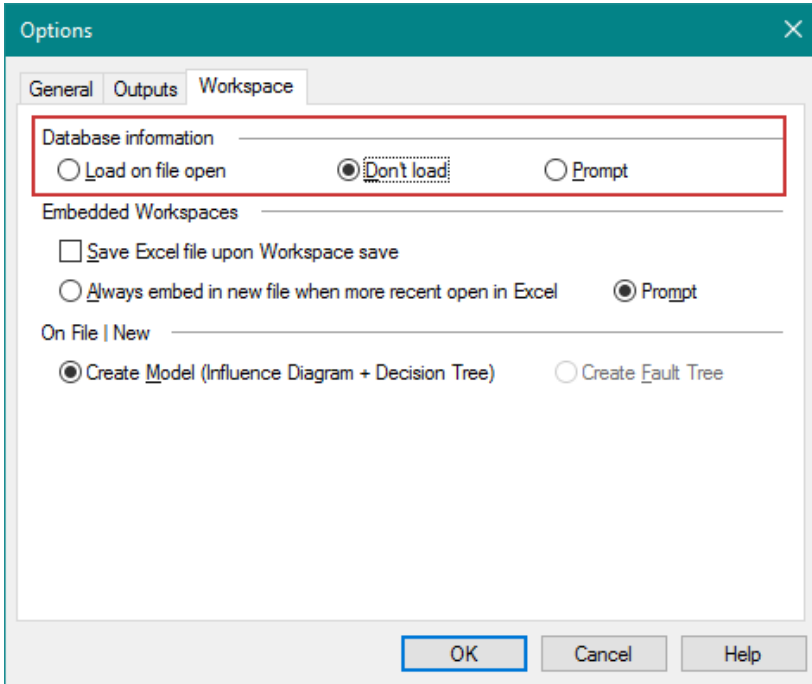 Options
General Outputs Workspace
Database information
Load on file open Don't load Prompt
Embedded Workspaces
Save Excel file upon Workspace save
Always embed in new file when more recent open in Excel Prompt
On File | New
Create Model (Influence Diagram + Decision Tree) Create Fault Tree
OK Cancel Help